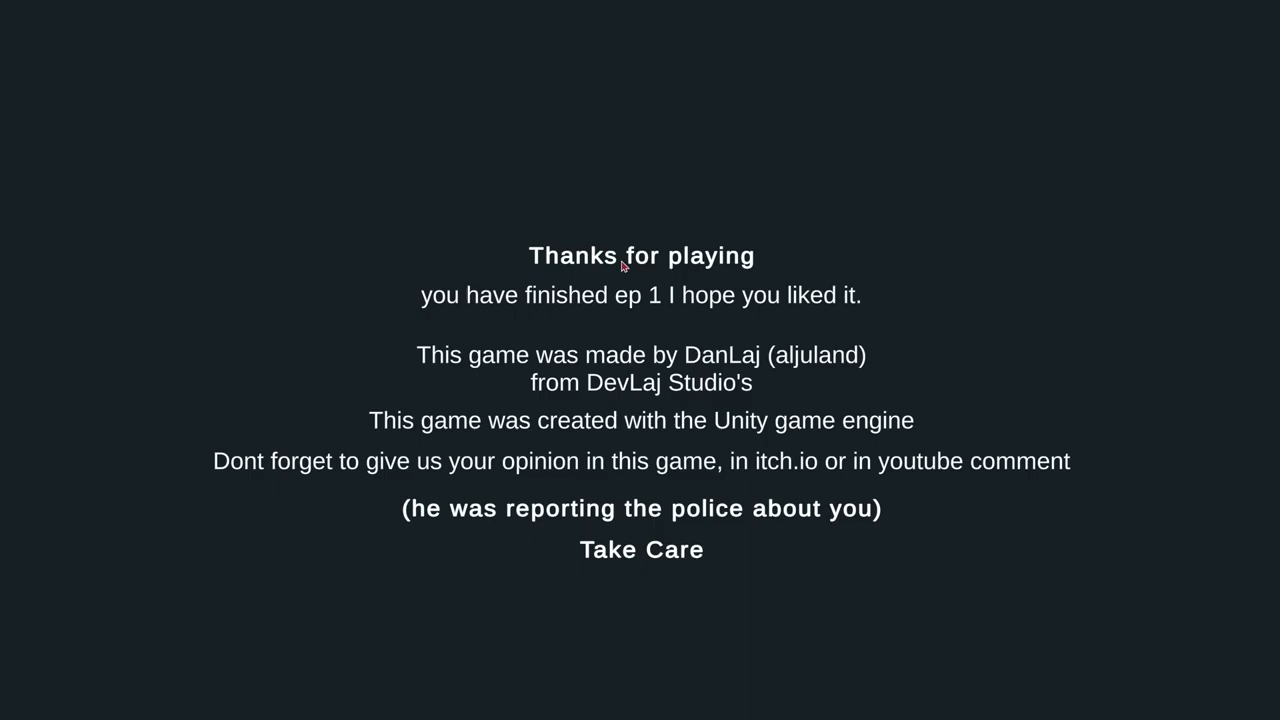 Thanks for playing
you have finished ep 1 I hope you liked it.
This game was made by DanLaj (aljuland)
from DevLaj Studio's
This game was created with the Unity game engine
Dont forget to give us your opinion in this game, in itch.io or in youtube comment
(he was reporting the police about you)
Take Care